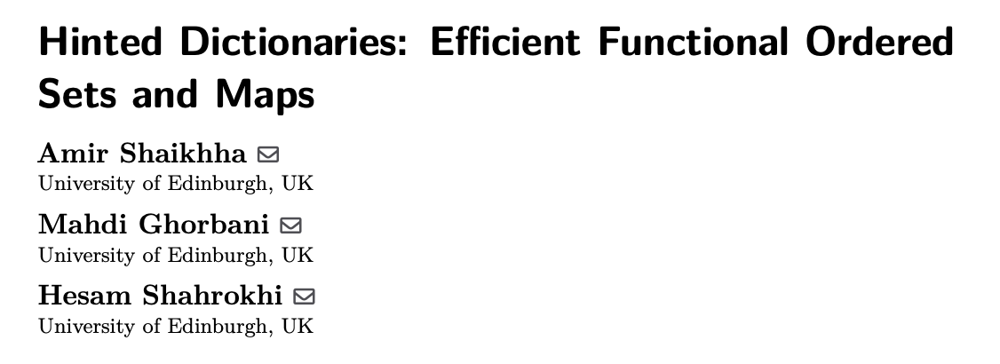 Hinted Dictionaries: Efficient Functional Ordered
Sets and Maps
Amir Shaikhha
University of Edinburgh, UK
Mahdi Ghorbani
University of Edinburgh, UK
Hesam Shahrokhi
University of Edinburgh, UK